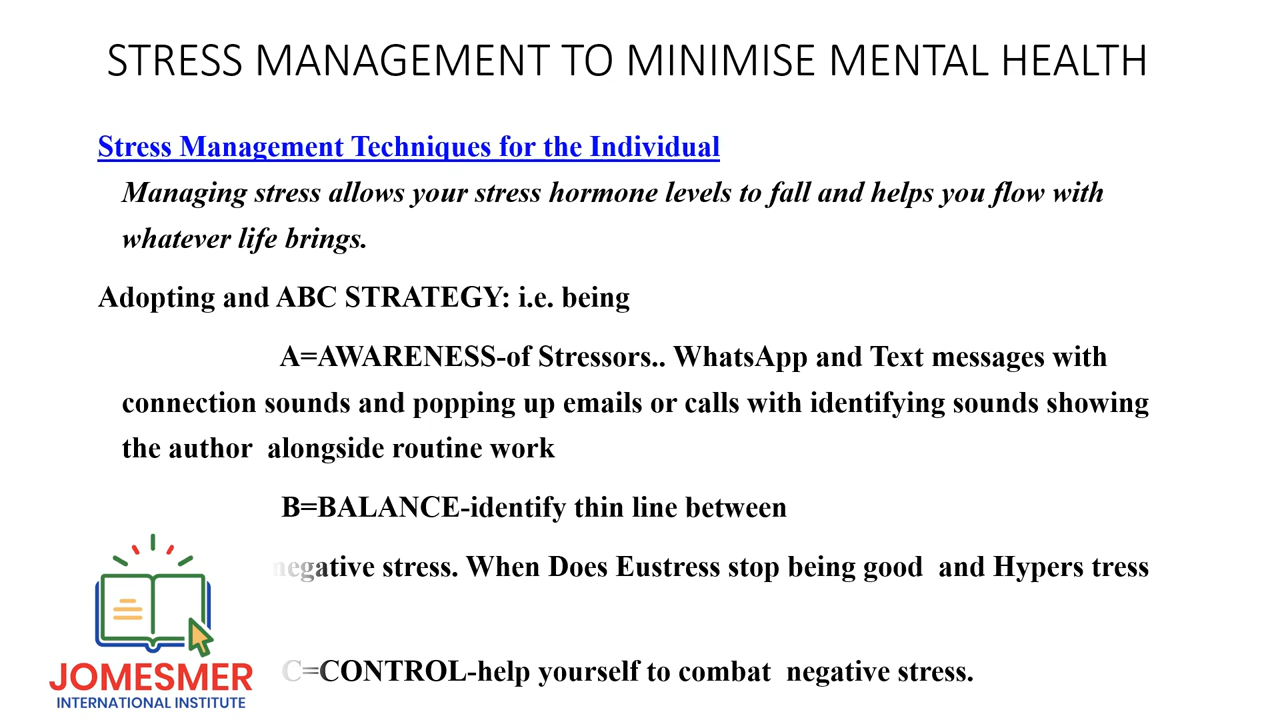 STRESS MANAGEMENT TO MINIMISE MENTAL HEALTH
Stress Management Techniques for the Individual
Managing stress allows your stress hormone levels to fall and helps you flow with
whatever life brings.
Adopting and ABC STRATEGY: i.e. being
A=AWARENESS-of Stressors.. WhatsApp and Text messages with
connection sounds and popping up emails or calls with identifying sounds showing
the author alongside routine work
B=BALANCE-identify thin line between
negative stress. When Does Eustress stop being good and Hypers tress
C=CONTROL-help yourself to combat negative stress.
JOMESMER
INTERNATIONAL INSTITUTE